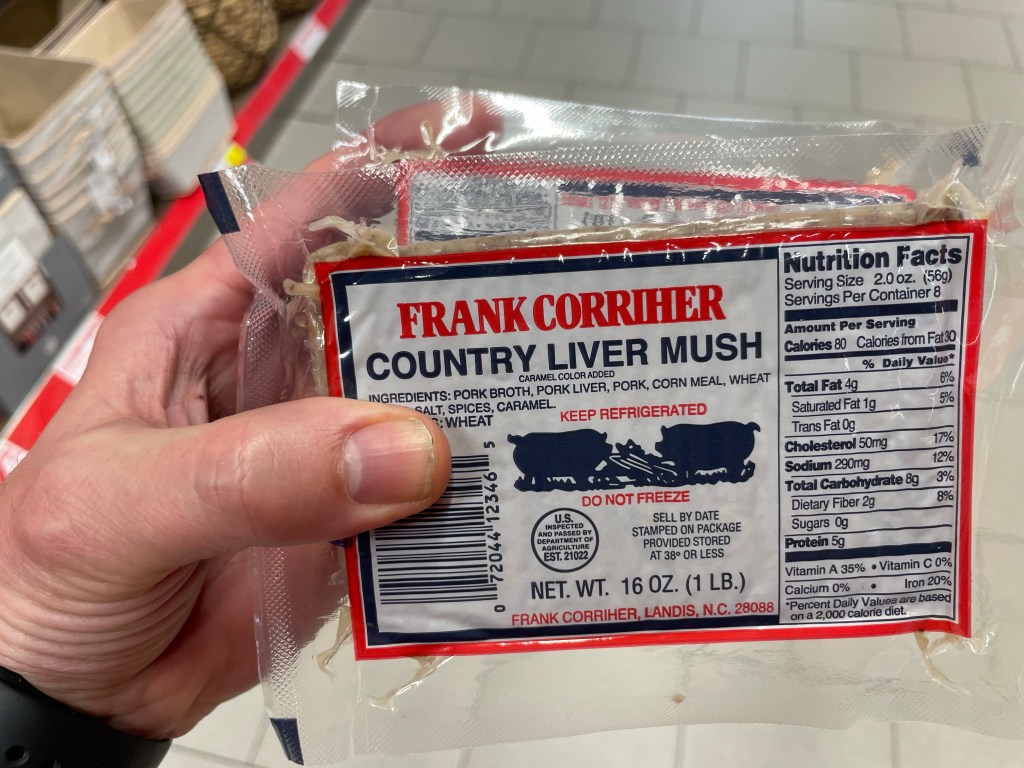 FRANK CORRIHER
COUNTRY LIVER MUSH
CARAMEL COLOR ADDED
INGREDIENTS: PORK BROTH, PORK LIVER, PORK, CORN MEAL, WHEAT
SALT, SPICES, CARAMEL
: WHEAT
KEEP REFRIGERATED
DO NOT FREEZE
U.S.
INSPECTED
AND PASSED BY
DEPARTMENT OF
AGRICULTURE
EST. 21022
SELL BY DATE
STAMPED ON PACKAGE
PROVIDED STORED
AT 38º OR LESS
0 72044 12346 5
NET. WT. 16 OZ. (1 LB.)
FRANK CORRIHER, LANDIS, N.C. 28088
Nutrition Facts
Serving Size 2.0 oz. (56g)
Servings Per Container 8
Amount Per Serving
Calories 80 Calories from Fat 30
% Daily Value*
Total Fat 4g 6%
Saturated Fat 1g 5%
Trans Fat 0g
Cholesterol 50mg 17%
Sodium 290mg 12%
Total Carbohydrate 8g 3%
Dietary Fiber 2g 8%
Sugars 0g
Protein 5g
Vitamin A 35% • Vitamin C 0%
Calcium 0% • Iron 20%
*Percent Daily Values are based
on a 2,000 calorie diet.